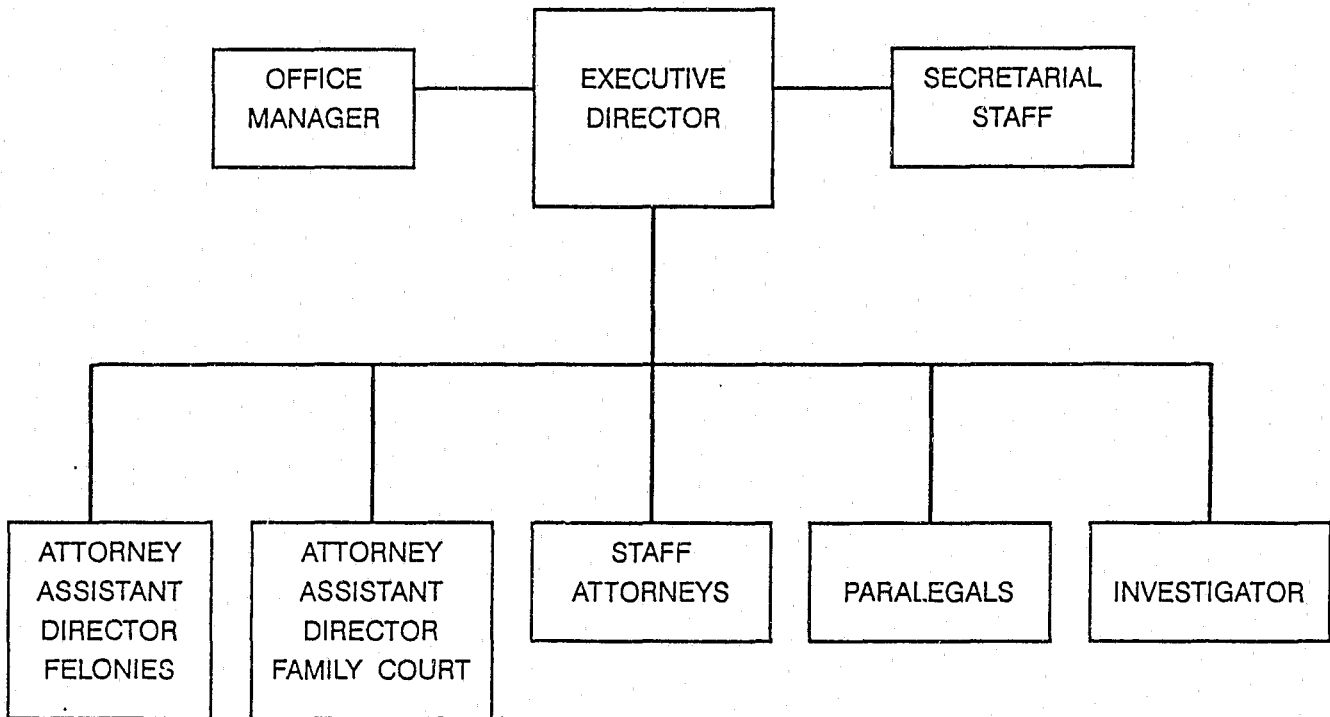 OFFICE
MANAGER
EXECUTIVE
DIRECTOR
SECRETARIAL
STAFF
ATTORNEY
ASSISTANT
DIRECTOR
FELONIES
ATTORNEY
ASSISTANT
DIRECTOR
FAMILY COURT
STAFF
ATTORNEYS
PARALEGALS
INVESTIGATOR